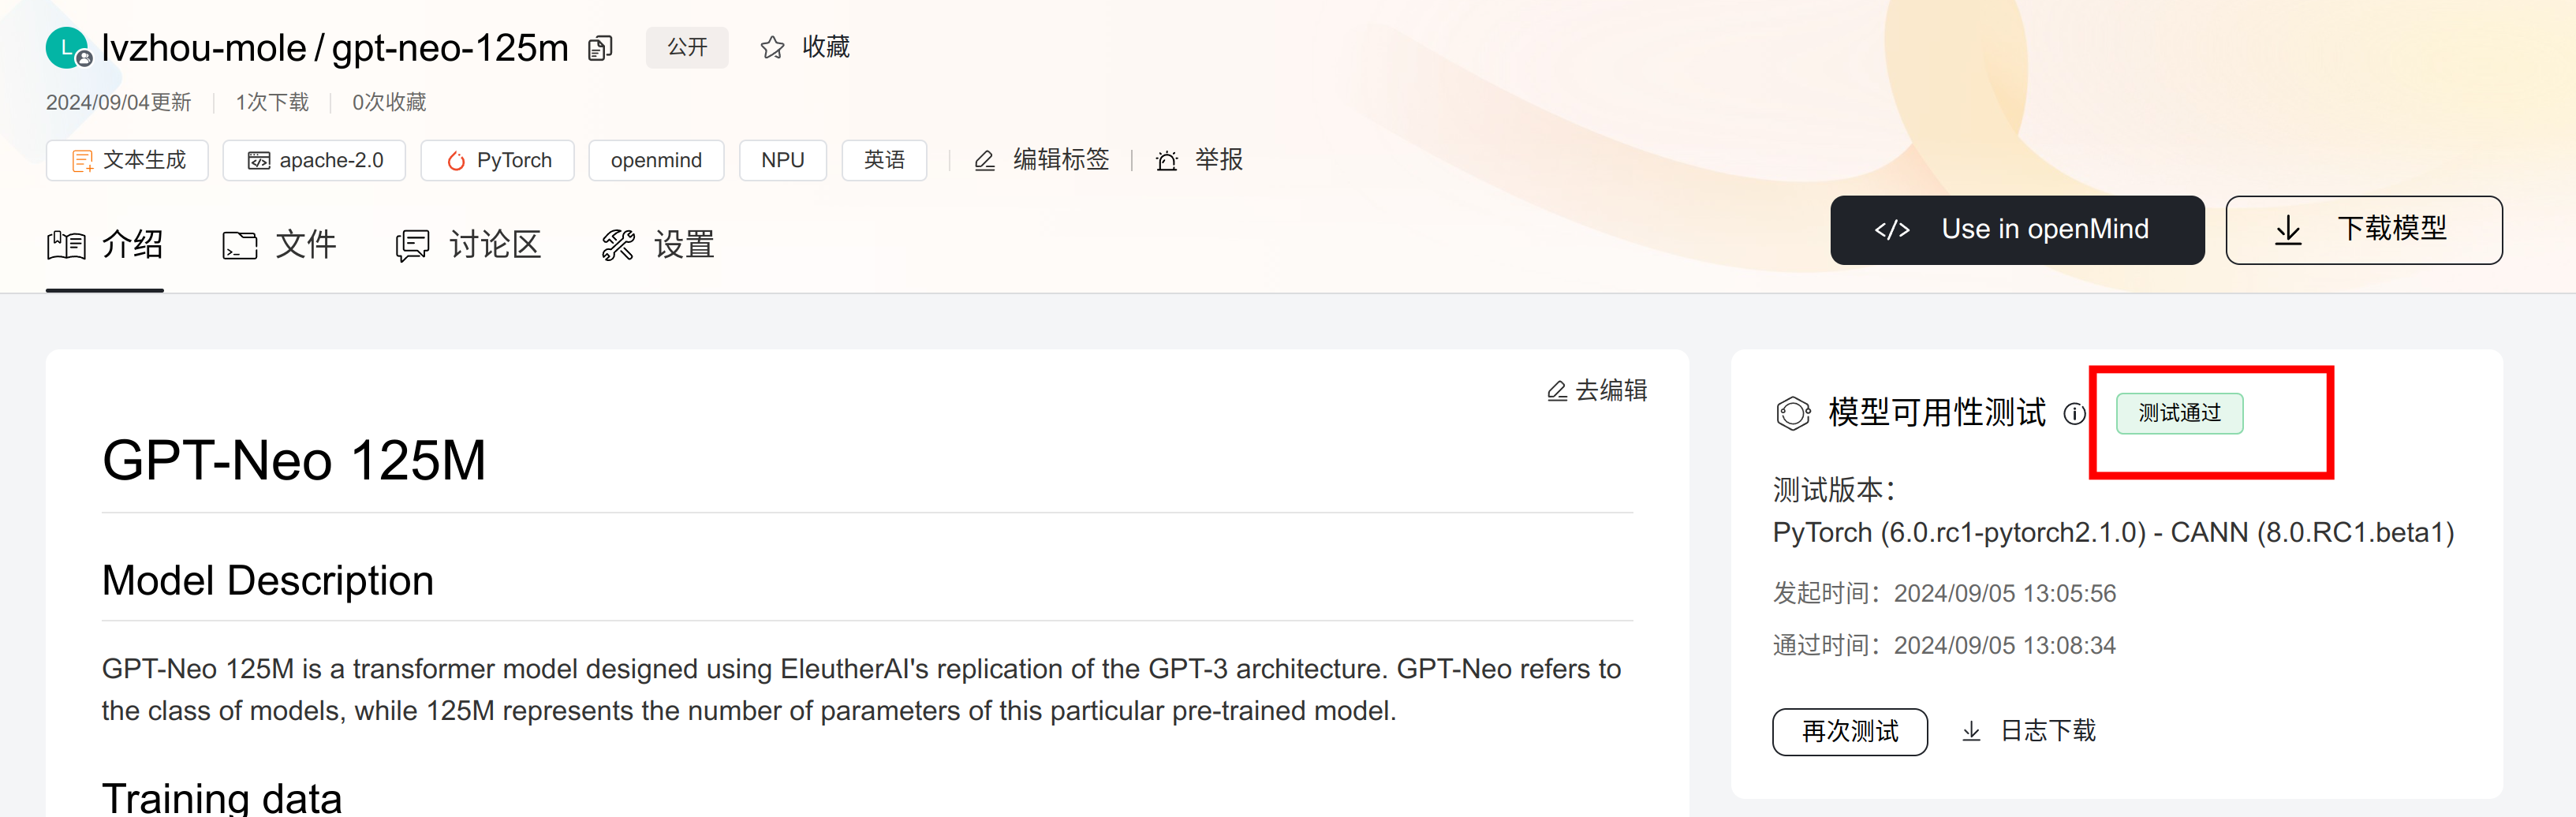 L lvzhou-mole / gpt-neo-125m 公开 收藏
2024/09/04更新 1次下载 0次收藏
文本生成 apache-2.0 PyTorch openmind NPU 英语 编辑标签 举报
介绍 文件 讨论区 设置
</> Use in openMind 下载模型
去编辑
GPT-Neo 125M
Model Description
GPT-Neo 125M is a transformer model designed using EleutherAI's replication of the GPT-3 architecture. GPT-Neo refers to
the class of models, while 125M represents the number of parameters of this particular pre-trained model.
Training data
模型可用性测试 测试通过
测试版本：
PyTorch (6.0.rc1-pytorch2.1.0) - CANN (8.0.RC1.beta1)
发起时间：2024/09/05 13:05:56
通过时间：2024/09/05 13:08:34
再次测试 日志下载